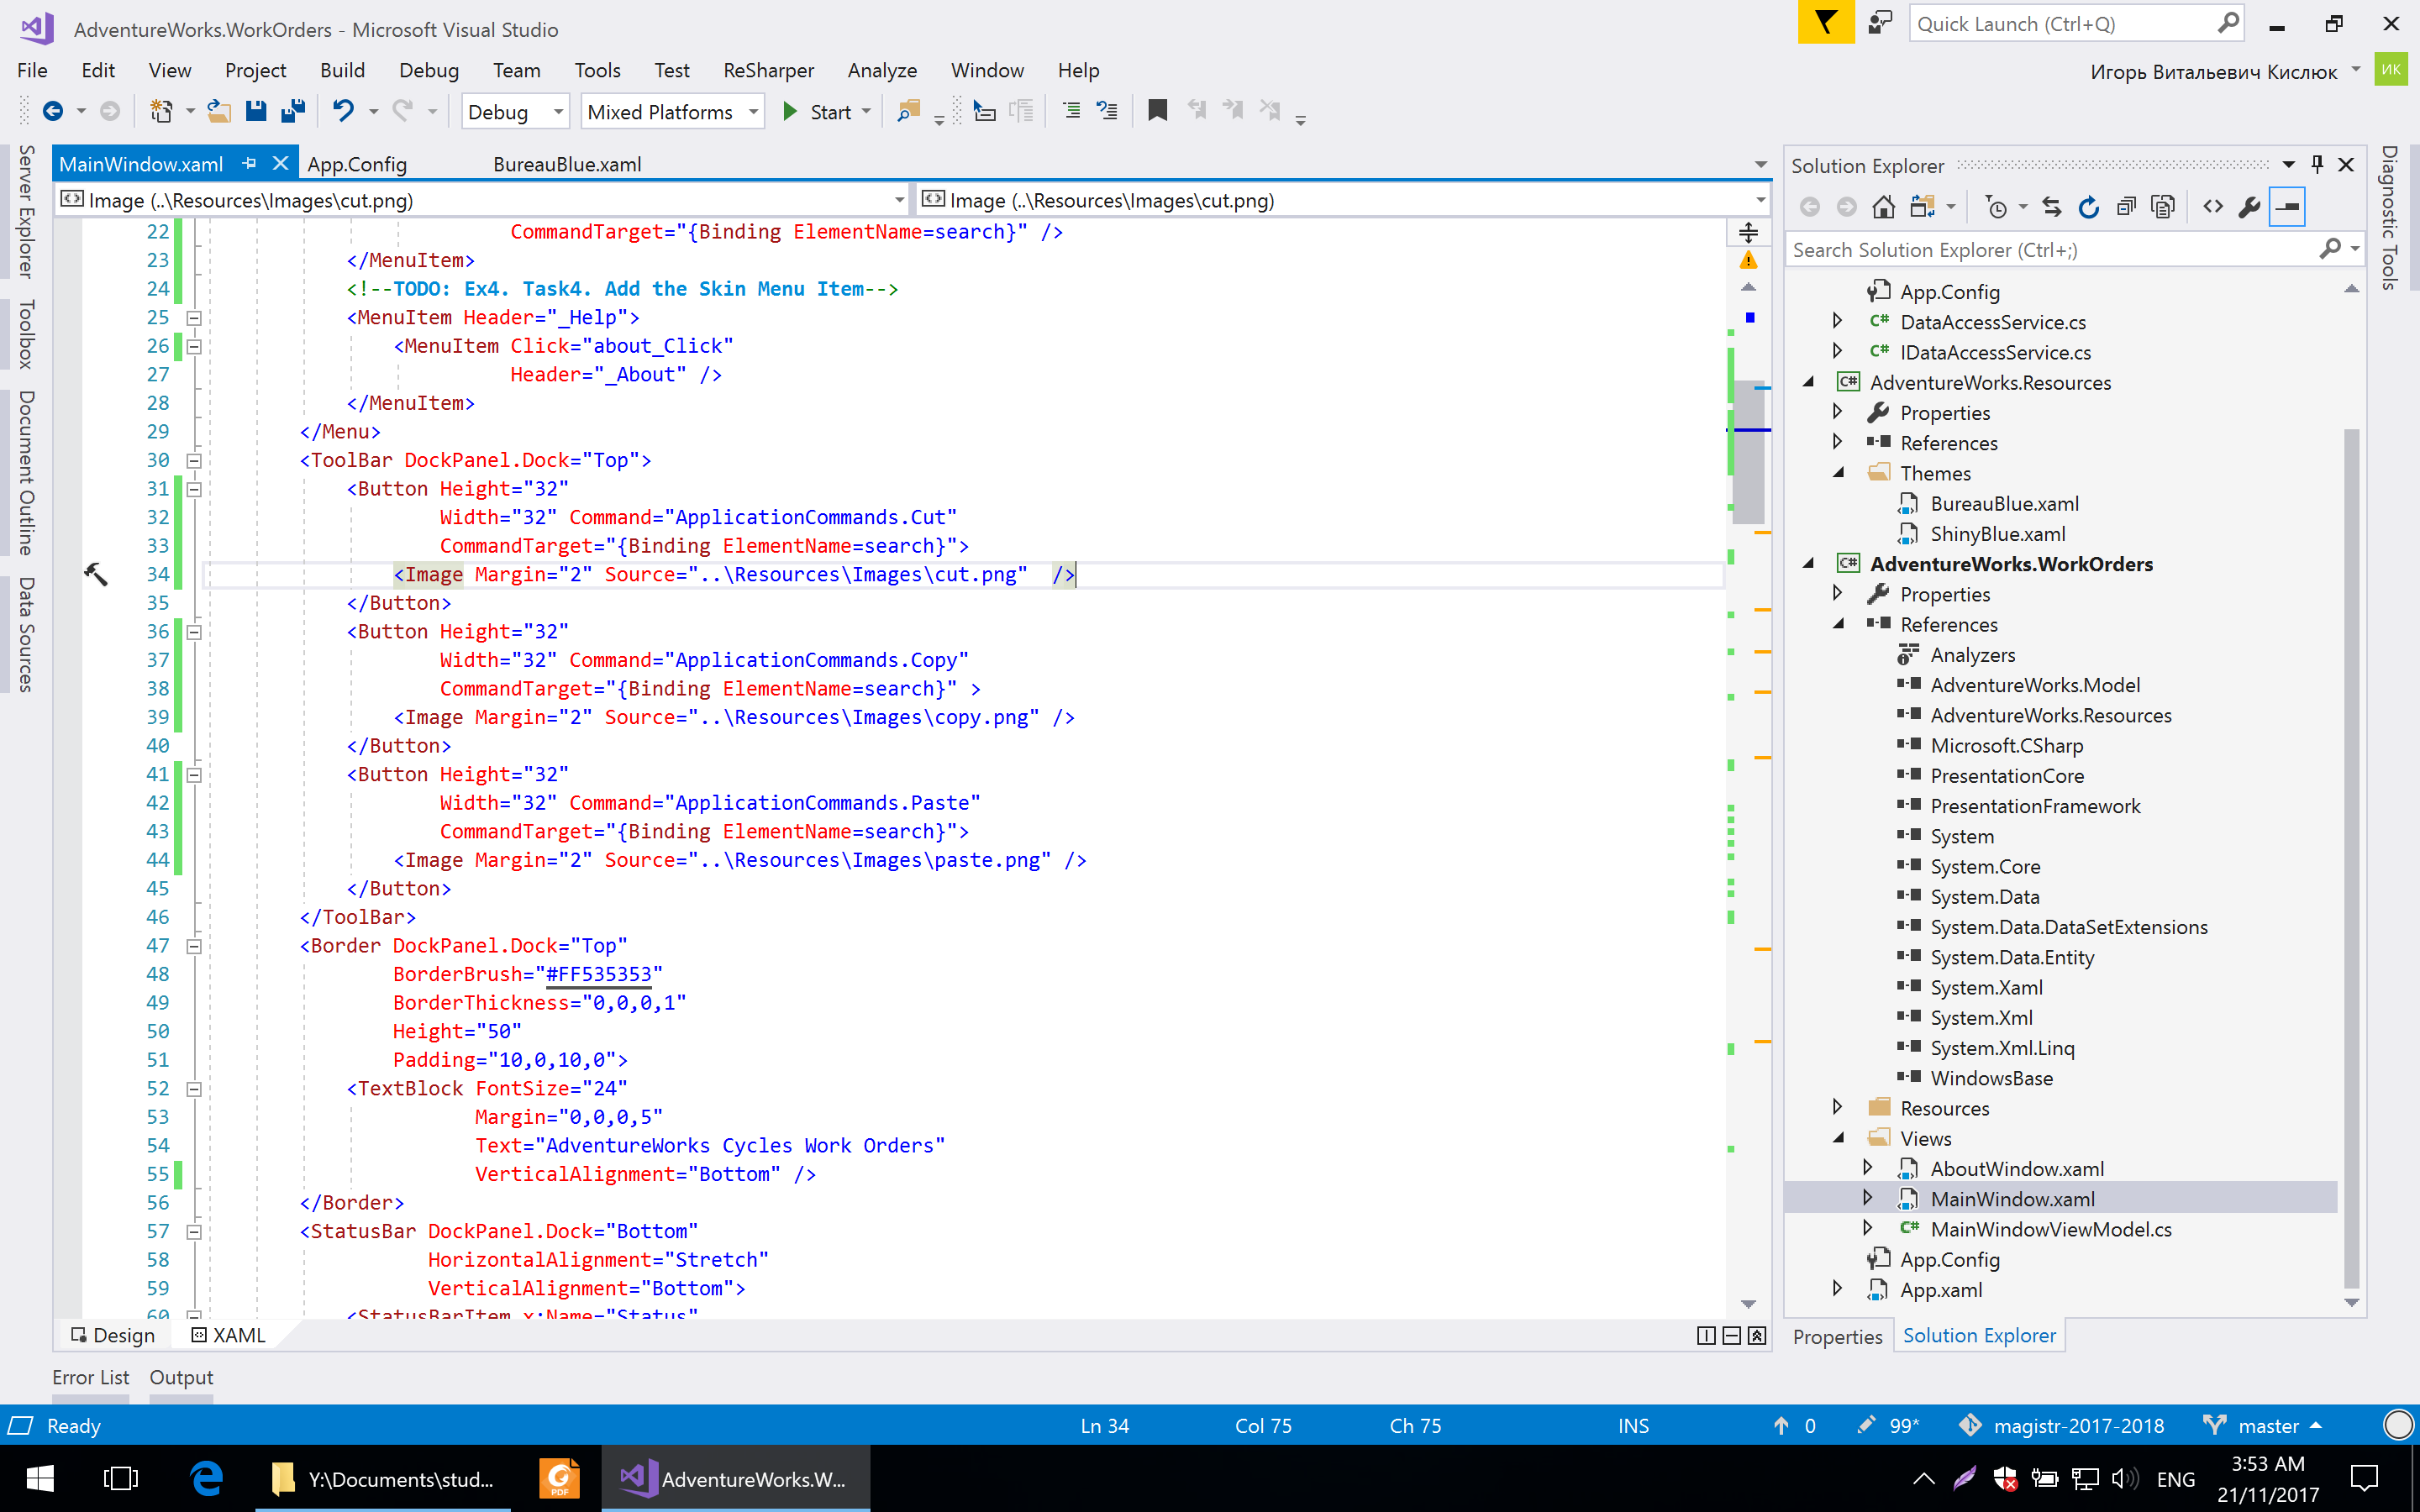 AdventureWorks.WorkOrders - Microsoft Visual Studio
Quick Launch (Ctrl+Q)
File Edit View Project Build Debug Team Tools Test ReSharper Analyze Window Help
Игорь Витальевич Кислюк
ИК
Debug
Mixed Platforms
Start
Server Explorer
Toolbox
Document Outline
Data Sources
MainWindow.xaml
App.Config
BureauBlue.xaml
Image (..\Resources\Images\cut.png)
Image (..\Resources\Images\cut.png)
22 CommandTarget="{Binding ElementName=search}" />
23 </MenuItem>
24 <!--TODO: Ex4. Task4. Add the Skin Menu Item-->
25 <MenuItem Header="_Help">
26 <MenuItem Click="about_Click"
27 Header="_About" />
28 </MenuItem>
29 </Menu>
30 <ToolBar DockPanel.Dock="Top">
31 <Button Height="32"
32 Width="32" Command="ApplicationCommands.Cut"
33 CommandTarget="{Binding ElementName=search}">
34 <Image Margin="2" Source="..\Resources\Images\cut.png"  />
35 </Button>
36 <Button Height="32"
37 Width="32" Command="ApplicationCommands.Copy"
38 CommandTarget="{Binding ElementName=search}" >
39 <Image Margin="2" Source="..\Resources\Images\copy.png" />
40 </Button>
41 <Button Height="32"
42 Width="32" Command="ApplicationCommands.Paste"
43 CommandTarget="{Binding ElementName=search}">
44 <Image Margin="2" Source="..\Resources\Images\paste.png" />
45 </Button>
46 </ToolBar>
47 <Border DockPanel.Dock="Top"
48 BorderBrush="#FF535353"
49 BorderThickness="0,0,0,1"
50 Height="50"
51 Padding="10,0,10,0">
52 <TextBlock FontSize="24"
53 Margin="0,0,0,5"
54 Text="AdventureWorks Cycles Work Orders"
55 VerticalAlignment="Bottom" />
56 </Border>
57 <StatusBar DockPanel.Dock="Bottom"
58 HorizontalAlignment="Stretch"
59 VerticalAlignment="Bottom">
60 <StatusBarItem x:Name="Status"
Design
XAML
Error List
Output
Solution Explorer
Search Solution Explorer (Ctrl+;)
App.Config
C# DataAccessService.cs
C# IDataAccessService.cs
C# AdventureWorks.Resources
Properties
References
Themes
BureauBlue.xaml
ShinyBlue.xaml
C# AdventureWorks.WorkOrders
Properties
References
Analyzers
AdventureWorks.Model
AdventureWorks.Resources
Microsoft.CSharp
PresentationCore
PresentationFramework
System
System.Core
System.Data
System.Data.DataSetExtensions
System.Data.Entity
System.Xaml
System.Xml
System.Xml.Linq
WindowsBase
Resources
Views
AboutWindow.xaml
MainWindow.xaml
C# MainWindowViewModel.cs
App.Config
App.xaml
Properties
Solution Explorer
Diagnostic Tools
Ready
Ln 34
Col 75
Ch 75
INS
0
99*
magistr-2017-2018
master
Y:\Documents\stud...
PDF
AdventureWorks.W...
ENG
3:53 AM
21/11/2017